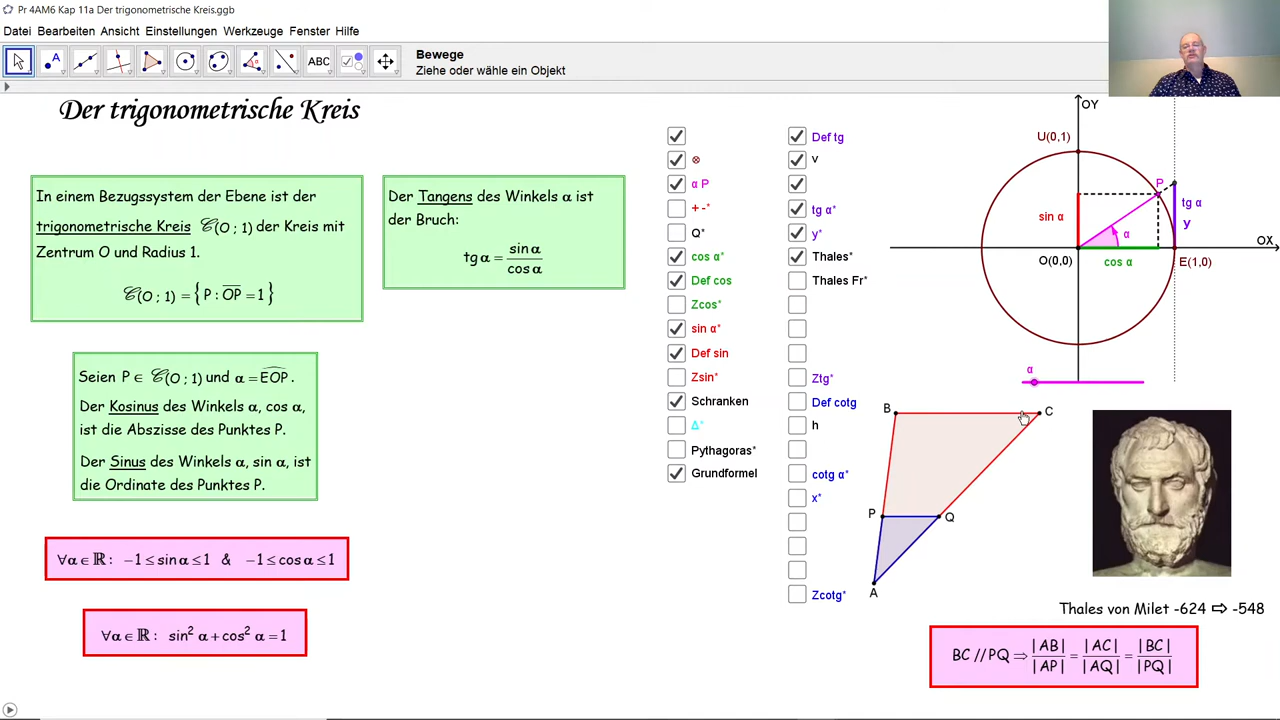 Pr 4AM6 Kap 11a Der trigonometrische Kreis.ggb
Datei Bearbeiten Ansicht Einstellungen Werkzeuge Fenster Hilfe
A
ABC
Bewege
Ziehe oder wähle ein Objekt
Der trigonometrische Kreis
In einem Bezugssystem der Ebene ist der
trigonometrische Kreis 𝒞(O ; 1) der Kreis mit
Zentrum O und Radius 1.
𝒞(O ; 1) = { P : OP = 1 }
Seien P ∈ 𝒞(O ; 1) und α = EOP .
Der Kosinus des Winkels α, cos α,
ist die Abszisse des Punktes P.
Der Sinus des Winkels α, sin α, ist
die Ordinate des Punktes P.
∀α ∈ ℝ : −1 ≤ sin α ≤ 1 & −1 ≤ cos α ≤ 1
∀α ∈ ℝ : sin² α + cos² α = 1
Der Tangens des Winkels α ist
der Bruch:
tg α = sin α / cos α
⊗
α P
+ -*
Q*
cos α*
Def cos
Zcos*
sin α*
Def sin
Zsin*
Schranken
Δ*
Pythagoras*
Grundformel
Def tg
v
tg α*
y*
Thales*
Thales Fr*
Ztg*
Def cotg
h
cotg α*
x*
Zcotg*
OY
U(0,1)
P
tg α
sin α
y
α
OX
O(0,0)
cos α
E(1,0)
α
B
C
P
Q
A
Thales von Milet -624 ⇨ -548
BC // PQ ⇒ |AB| / |AP| = |AC| / |AQ| = |BC| / |PQ|